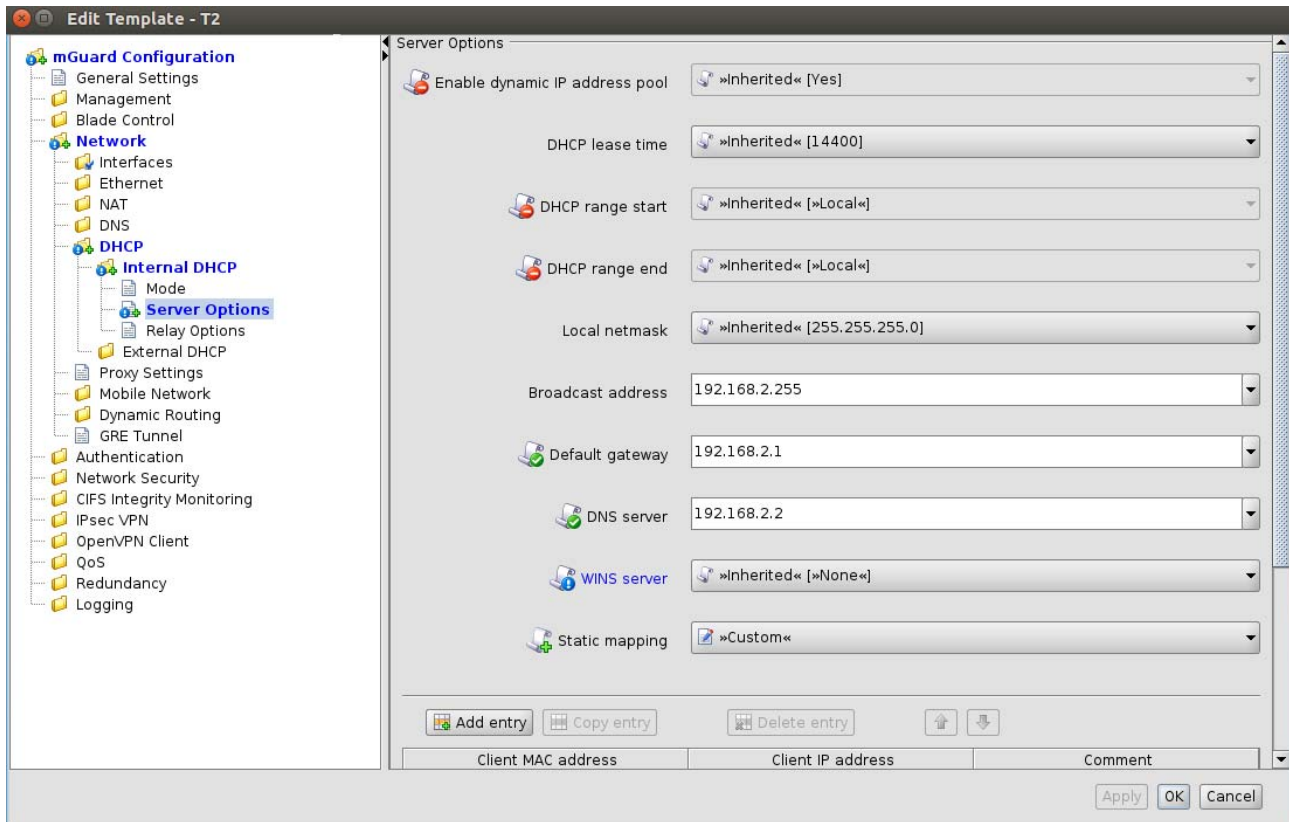 Edit Template - T2
mGuard Configuration
General Settings
Management
Blade Control
Network
Interfaces
Ethernet
NAT
DNS
DHCP
Internal DHCP
Mode
Server Options
Relay Options
External DHCP
Proxy Settings
Mobile Network
Dynamic Routing
GRE Tunnel
Authentication
Network Security
CIFS Integrity Monitoring
IPsec VPN
OpenVPN Client
QoS
Redundancy
Logging
Server Options
Enable dynamic IP address pool »Inherited« [Yes]
DHCP lease time »Inherited« [14400]
DHCP range start »Inherited« [»Local«]
DHCP range end »Inherited« [»Local«]
Local netmask »Inherited« [255.255.255.0]
Broadcast address 192.168.2.255
Default gateway 192.168.2.1
DNS server 192.168.2.2
WINS server »Inherited« [»None«]
Static mapping »Custom«
Add entry Copy entry Delete entry
Client MAC address Client IP address Comment
Apply OK Cancel